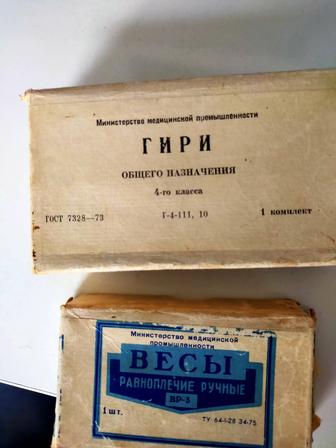 Министерство медицинской промышленности
ГИРИ
ОБЩЕГО НАЗНАЧЕНИЯ
4-го класса
ГОСТ 7328—73 Г-4-111, 10 1 комплект
Министерство медицинской
промышленности
ВЕСЫ
РАВНОПЛЕЧИЕ РУЧНЫЕ
ВР-5
1 шт. ТУ 64-1-28 34-75